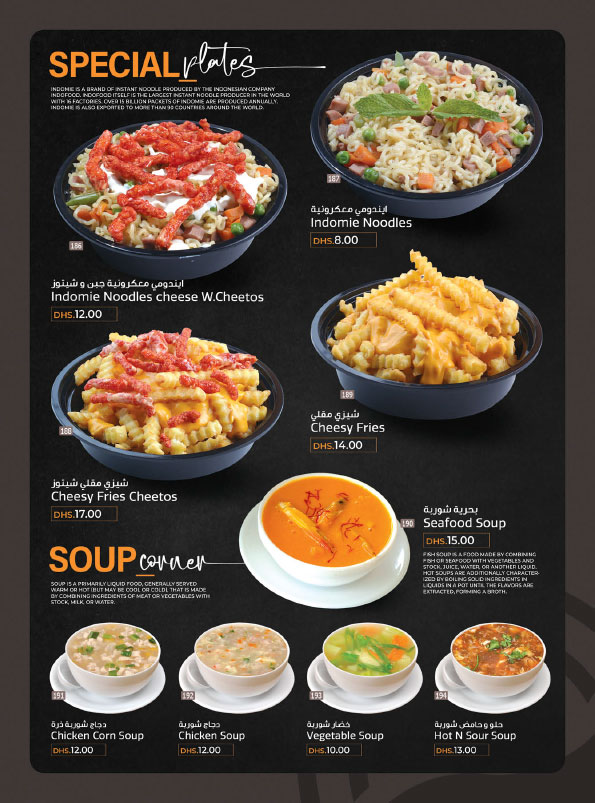 SPECIAL plates
INDOMIE IS A BRAND OF INSTANT NOODLE PRODUCED BY THE INDONESIAN COMPANY
INDOFOOD. INDOFOOD ITSELF IS THE LARGEST INSTANT NOODLE PRODUCER IN THE WORLD
WITH 16 FACTORIES. OVER 15 BILLION PACKETS OF INDOMIE ARE PRODUCED ANNUALLY.
INDOMIE IS ALSO EXPORTED TO MORE THAN 90 COUNTRIES AROUND THE WORLD.
187
ايندومي معكرونية
Indomie Noodles
DHS.8.00
186
ايندومي معكرونية جبن و شيتوز
Indomie Noodles cheese W.Cheetos
DHS.12.00
189
شيزي مقلي
Cheesy Fries
DHS.14.00
188
شيزي مقلي شيتوز
Cheesy Fries Cheetos
DHS.17.00
190
بحرية شوربة
Seafood Soup
DHS.15.00
FISH SOUP IS A FOOD MADE BY COMBINING
FISH OR SEAFOOD WITH VEGETABLES AND
STOCK, JUICE, WATER, OR ANOTHER LIQUID.
HOT SOUPS ARE ADDITIONALLY CHARACTER-
IZED BY BOILING SOLID INGREDIENTS IN
LIQUIDS IN A POT UNTIL THE FLAVORS ARE
EXTRACTED, FORMING A BROTH.
SOUP corner
SOUP IS A PRIMARILY LIQUID FOOD, GENERALLY SERVED
WARM OR HOT (BUT MAY BE COOL OR COLD), THAT IS MADE
BY COMBINING INGREDIENTS OF MEAT OR VEGETABLES WITH
STOCK, MILK, OR WATER.
191
دجاج شوربة ذرة
Chicken Corn Soup
DHS.12.00
192
دجاج شوربة
Chicken Soup
DHS.12.00
193
خضار شوربة
Vegetable Soup
DHS.10.00
194
حلو و حامض شوربة
Hot N Sour Soup
DHS.13.00